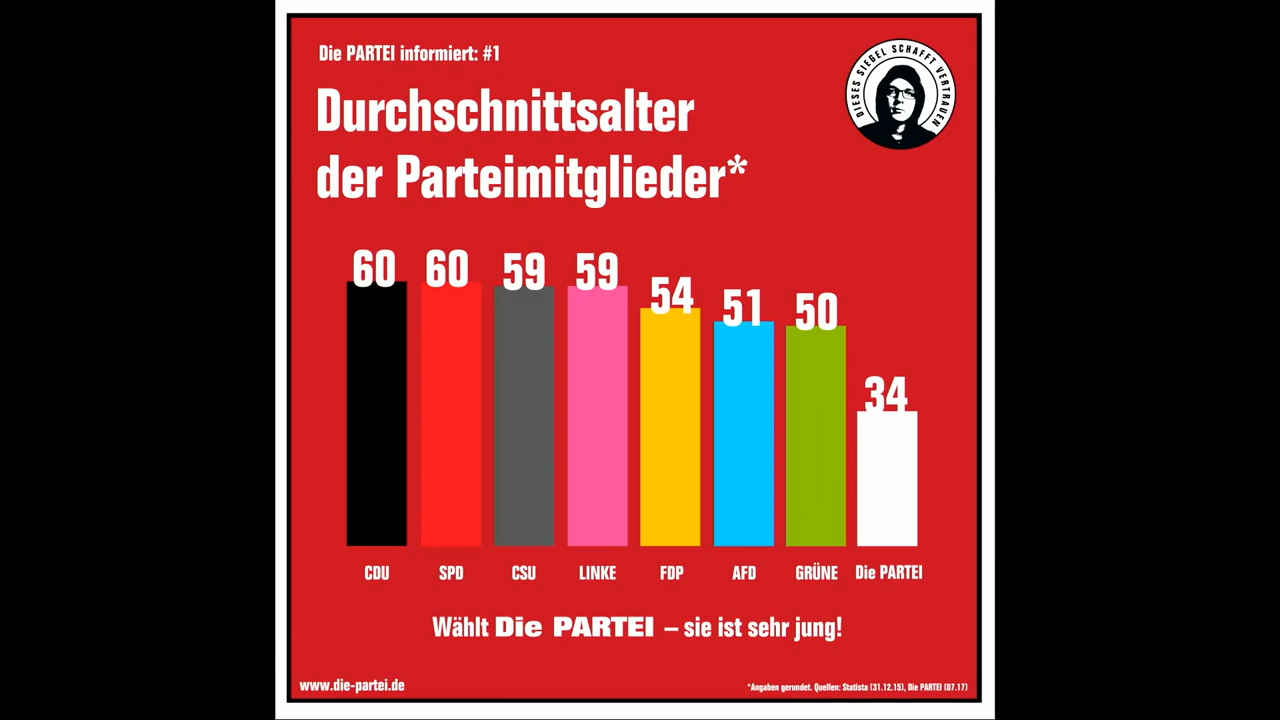 Die PARTEI informiert: #1
DIESES SIEGEL SCHAFFT VERTRAUEN
Durchschnittsalter
der Parteimitglieder*
60 60 59 59 54 51 50 34
CDU SPD CSU LINKE FDP AFD GRÜNE Die PARTEI
Wählt Die PARTEI – sie ist sehr jung!
www.die-partei.de
*Angaben gerundet. Quellen: Statista (31.12.15), Die PARTEI (07.17)